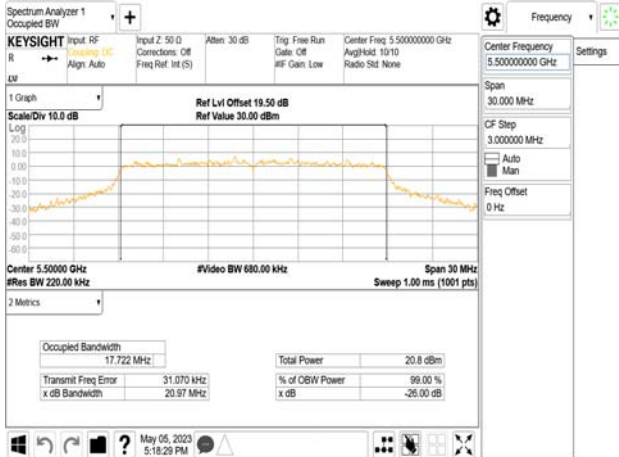 Spectrum Analyzer 1
Occupied BW
Frequency
KEYSIGHT
R
Input: RF
Coupling: DC
Align: Auto
Input Z: 50 Ω
Corrections: Off
Freq Ref: Int (S)
Atten: 30 dB
Trig: Free Run
Gate: Off
#IF Gain: Low
Center Freq: 5.500000000 GHz
Avg|Hold: 10/10
Radio Std: None
Center Frequency
5.500000000 GHz
Settings
Span
30.000 MHz
CF Step
3.000000 MHz
Auto
Man
Freq Offset
0 Hz
1 Graph
Scale/Div 10.0 dB
Ref Lvl Offset 19.50 dB
Ref Value 30.00 dBm
Log
20.0
10.0
0.00
-10.0
-20.0
-30.0
-40.0
-50.0
-60.0
Center 5.50000 GHz
#Video BW 680.00 kHz
Span 30 MHz
#Res BW 220.00 kHz
Sweep 1.00 ms (1001 pts)
2 Metrics
Occupied Bandwidth
17.722 MHz
Total Power 20.8 dBm
Transmit Freq Error 31.070 kHz
% of OBW Power 99.00 %
x dB Bandwidth 20.97 MHz
x dB -26.00 dB
May 05, 2023
5:18:29 PM